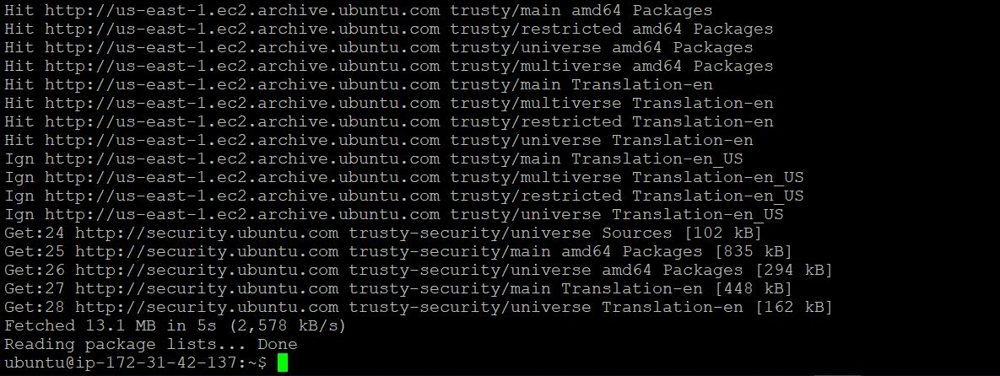 Hit http://us-east-1.ec2.archive.ubuntu.com trusty/main amd64 Packages
Hit http://us-east-1.ec2.archive.ubuntu.com trusty/restricted amd64 Packages
Hit http://us-east-1.ec2.archive.ubuntu.com trusty/universe amd64 Packages
Hit http://us-east-1.ec2.archive.ubuntu.com trusty/multiverse amd64 Packages
Hit http://us-east-1.ec2.archive.ubuntu.com trusty/main Translation-en
Hit http://us-east-1.ec2.archive.ubuntu.com trusty/multiverse Translation-en
Hit http://us-east-1.ec2.archive.ubuntu.com trusty/restricted Translation-en
Hit http://us-east-1.ec2.archive.ubuntu.com trusty/universe Translation-en
Ign http://us-east-1.ec2.archive.ubuntu.com trusty/main Translation-en_US
Ign http://us-east-1.ec2.archive.ubuntu.com trusty/multiverse Translation-en_US
Ign http://us-east-1.ec2.archive.ubuntu.com trusty/restricted Translation-en_US
Ign http://us-east-1.ec2.archive.ubuntu.com trusty/universe Translation-en_US
Get:24 http://security.ubuntu.com trusty-security/universe Sources [102 kB]
Get:25 http://security.ubuntu.com trusty-security/main amd64 Packages [835 kB]
Get:26 http://security.ubuntu.com trusty-security/universe amd64 Packages [294 kB]
Get:27 http://security.ubuntu.com trusty-security/main Translation-en [448 kB]
Get:28 http://security.ubuntu.com trusty-security/universe Translation-en [162 kB]
Fetched 13.1 MB in 5s (2,578 kB/s)
Reading package lists... Done
ubuntu@ip-172-31-42-137:~$